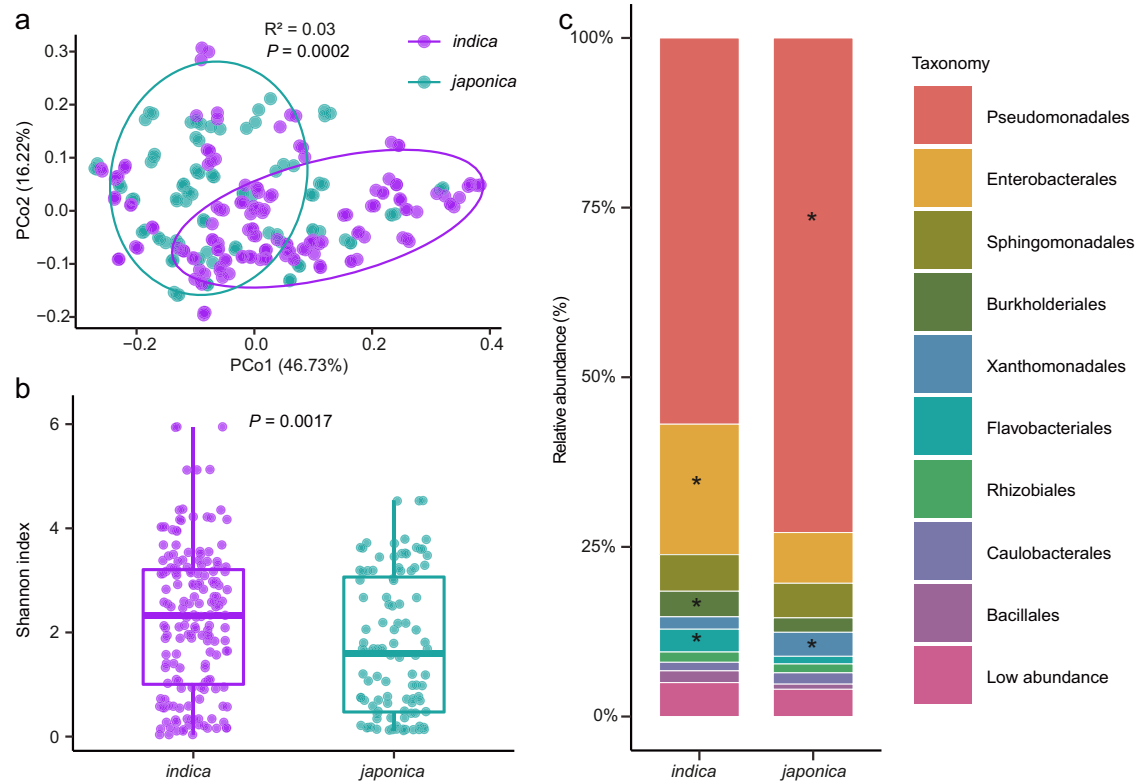 a
R² = 0.03
P = 0.0002
indica
japonica
PCo2 (16.22%)
0.3
0.2
0.1
0.0
−0.1
−0.2
−0.2
0.0
0.2
0.4
PCo1 (46.73%)
b
P = 0.0017
Shannon index
6
4
2
0
indica
japonica
c
Relative abundance (%)
100%
75%
50%
25%
0%
*
*
*
*
*
indica
japonica
Taxonomy
Pseudomonadales
Enterobacterales
Sphingomonadales
Burkholderiales
Xanthomonadales
Flavobacteriales
Rhizobiales
Caulobacterales
Bacillales
Low abundance